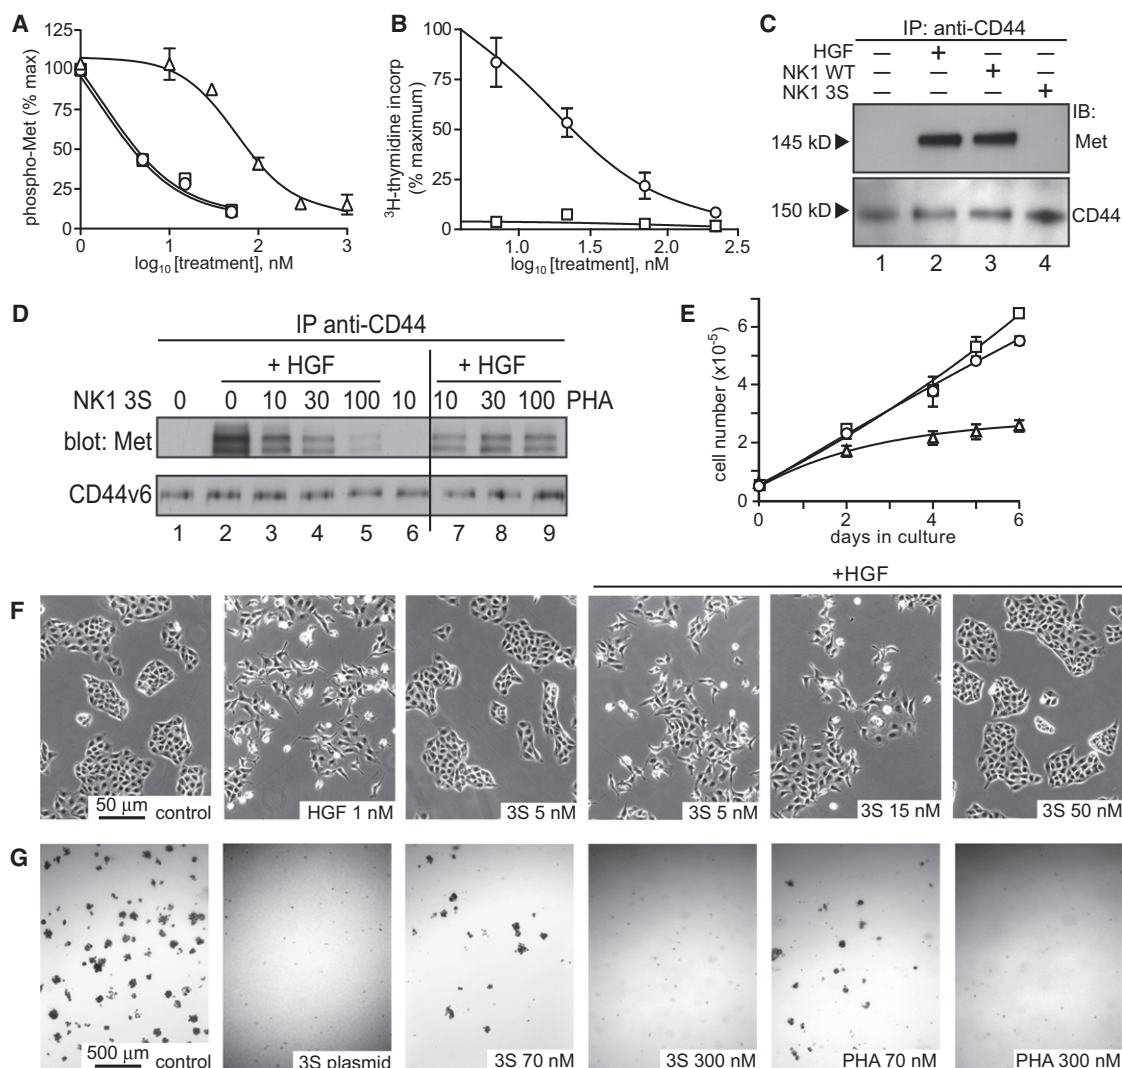 A
phospho-Met (% max)
125
100
75
50
25
0
0 1 2 3
log10 [treatment], nM
B
3H-thymidine incorp
(% maximum)
100
75
50
25
0
1.0 1.5 2.0 2.5
log10 [treatment], nM
C
IP: anti-CD44
HGF – + – –
NK1 WT – – + –
NK1 3S – – – +
IB:
145 kD Met
150 kD CD44
1 2 3 4
D
IP anti-CD44
+ HGF + HGF
NK1 3S 0 0 10 30 100 10 10 30 100 PHA
blot: Met
CD44v6
1 2 3 4 5 6 7 8 9
E
cell number (x10-5)
6
4
2
0
0 2 4 6
days in culture
F
+HGF
50 µm control
HGF 1 nM
3S 5 nM
3S 5 nM
3S 15 nM
3S 50 nM
G
500 µm control
3S plasmid
3S 70 nM
3S 300 nM
PHA 70 nM
PHA 300 nM